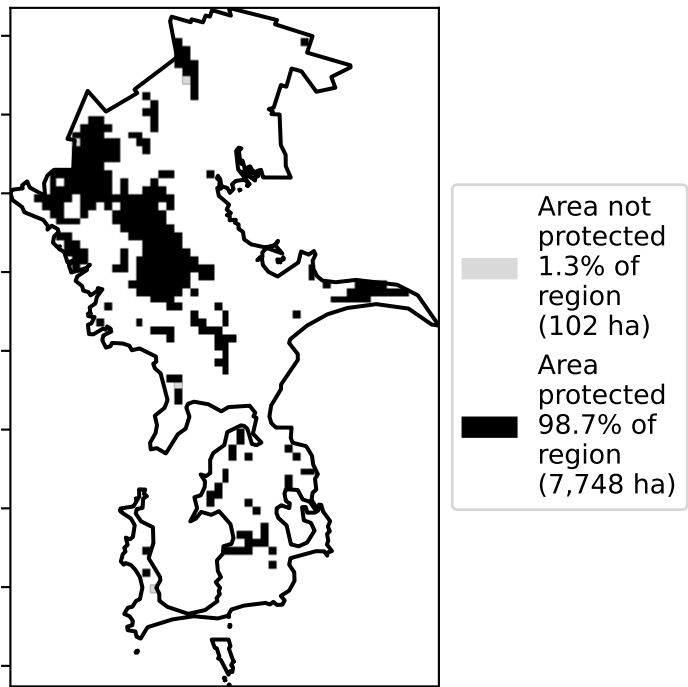 Area not
protected
1.3% of
region
(102 ha)
Area
protected
98.7% of
region
(7,748 ha)